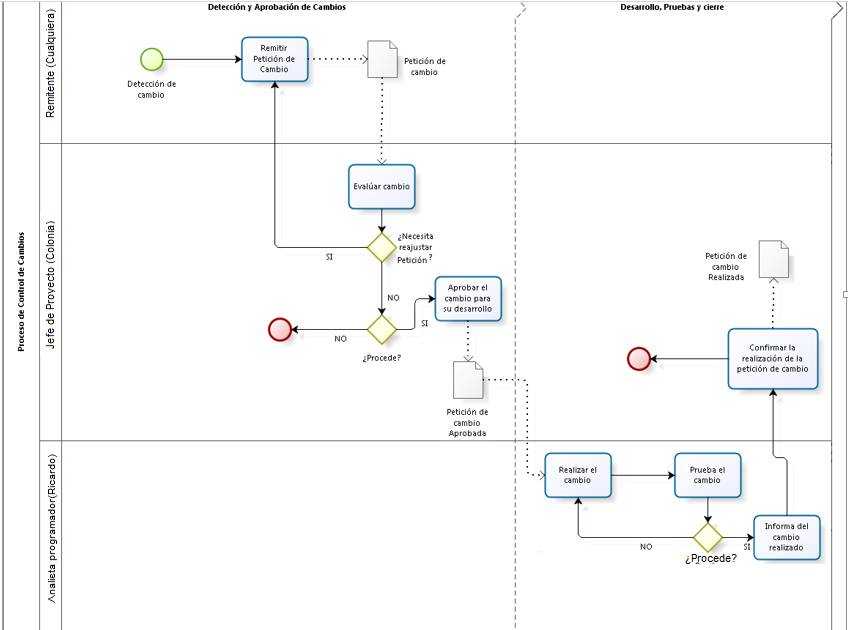 Detección y Aprobación de Cambios
Desarrollo, Pruebas y cierre
Proceso de Control de Cambios
Remitente (Cualquiera)
Detección de
cambio
Remitir
Petición de
Cambio
Petición de
cambio
Jefe de Proyecto (Colonia)
Evalúar cambio
¿Necesita
reajustar
Petición ?
SI
NO
Aprobar el
cambio para
su desarrollo
SI
NO
¿Procede?
Petición de
cambio
Aprobada
Petición de
cambio
Realizada
Confirmar la
realización de la
petición de cambio
Analista programador(Ricardo)
Realizar el
cambio
Prueba el
cambio
Informa del
cambio
realizado
NO
SI
¿Procede?